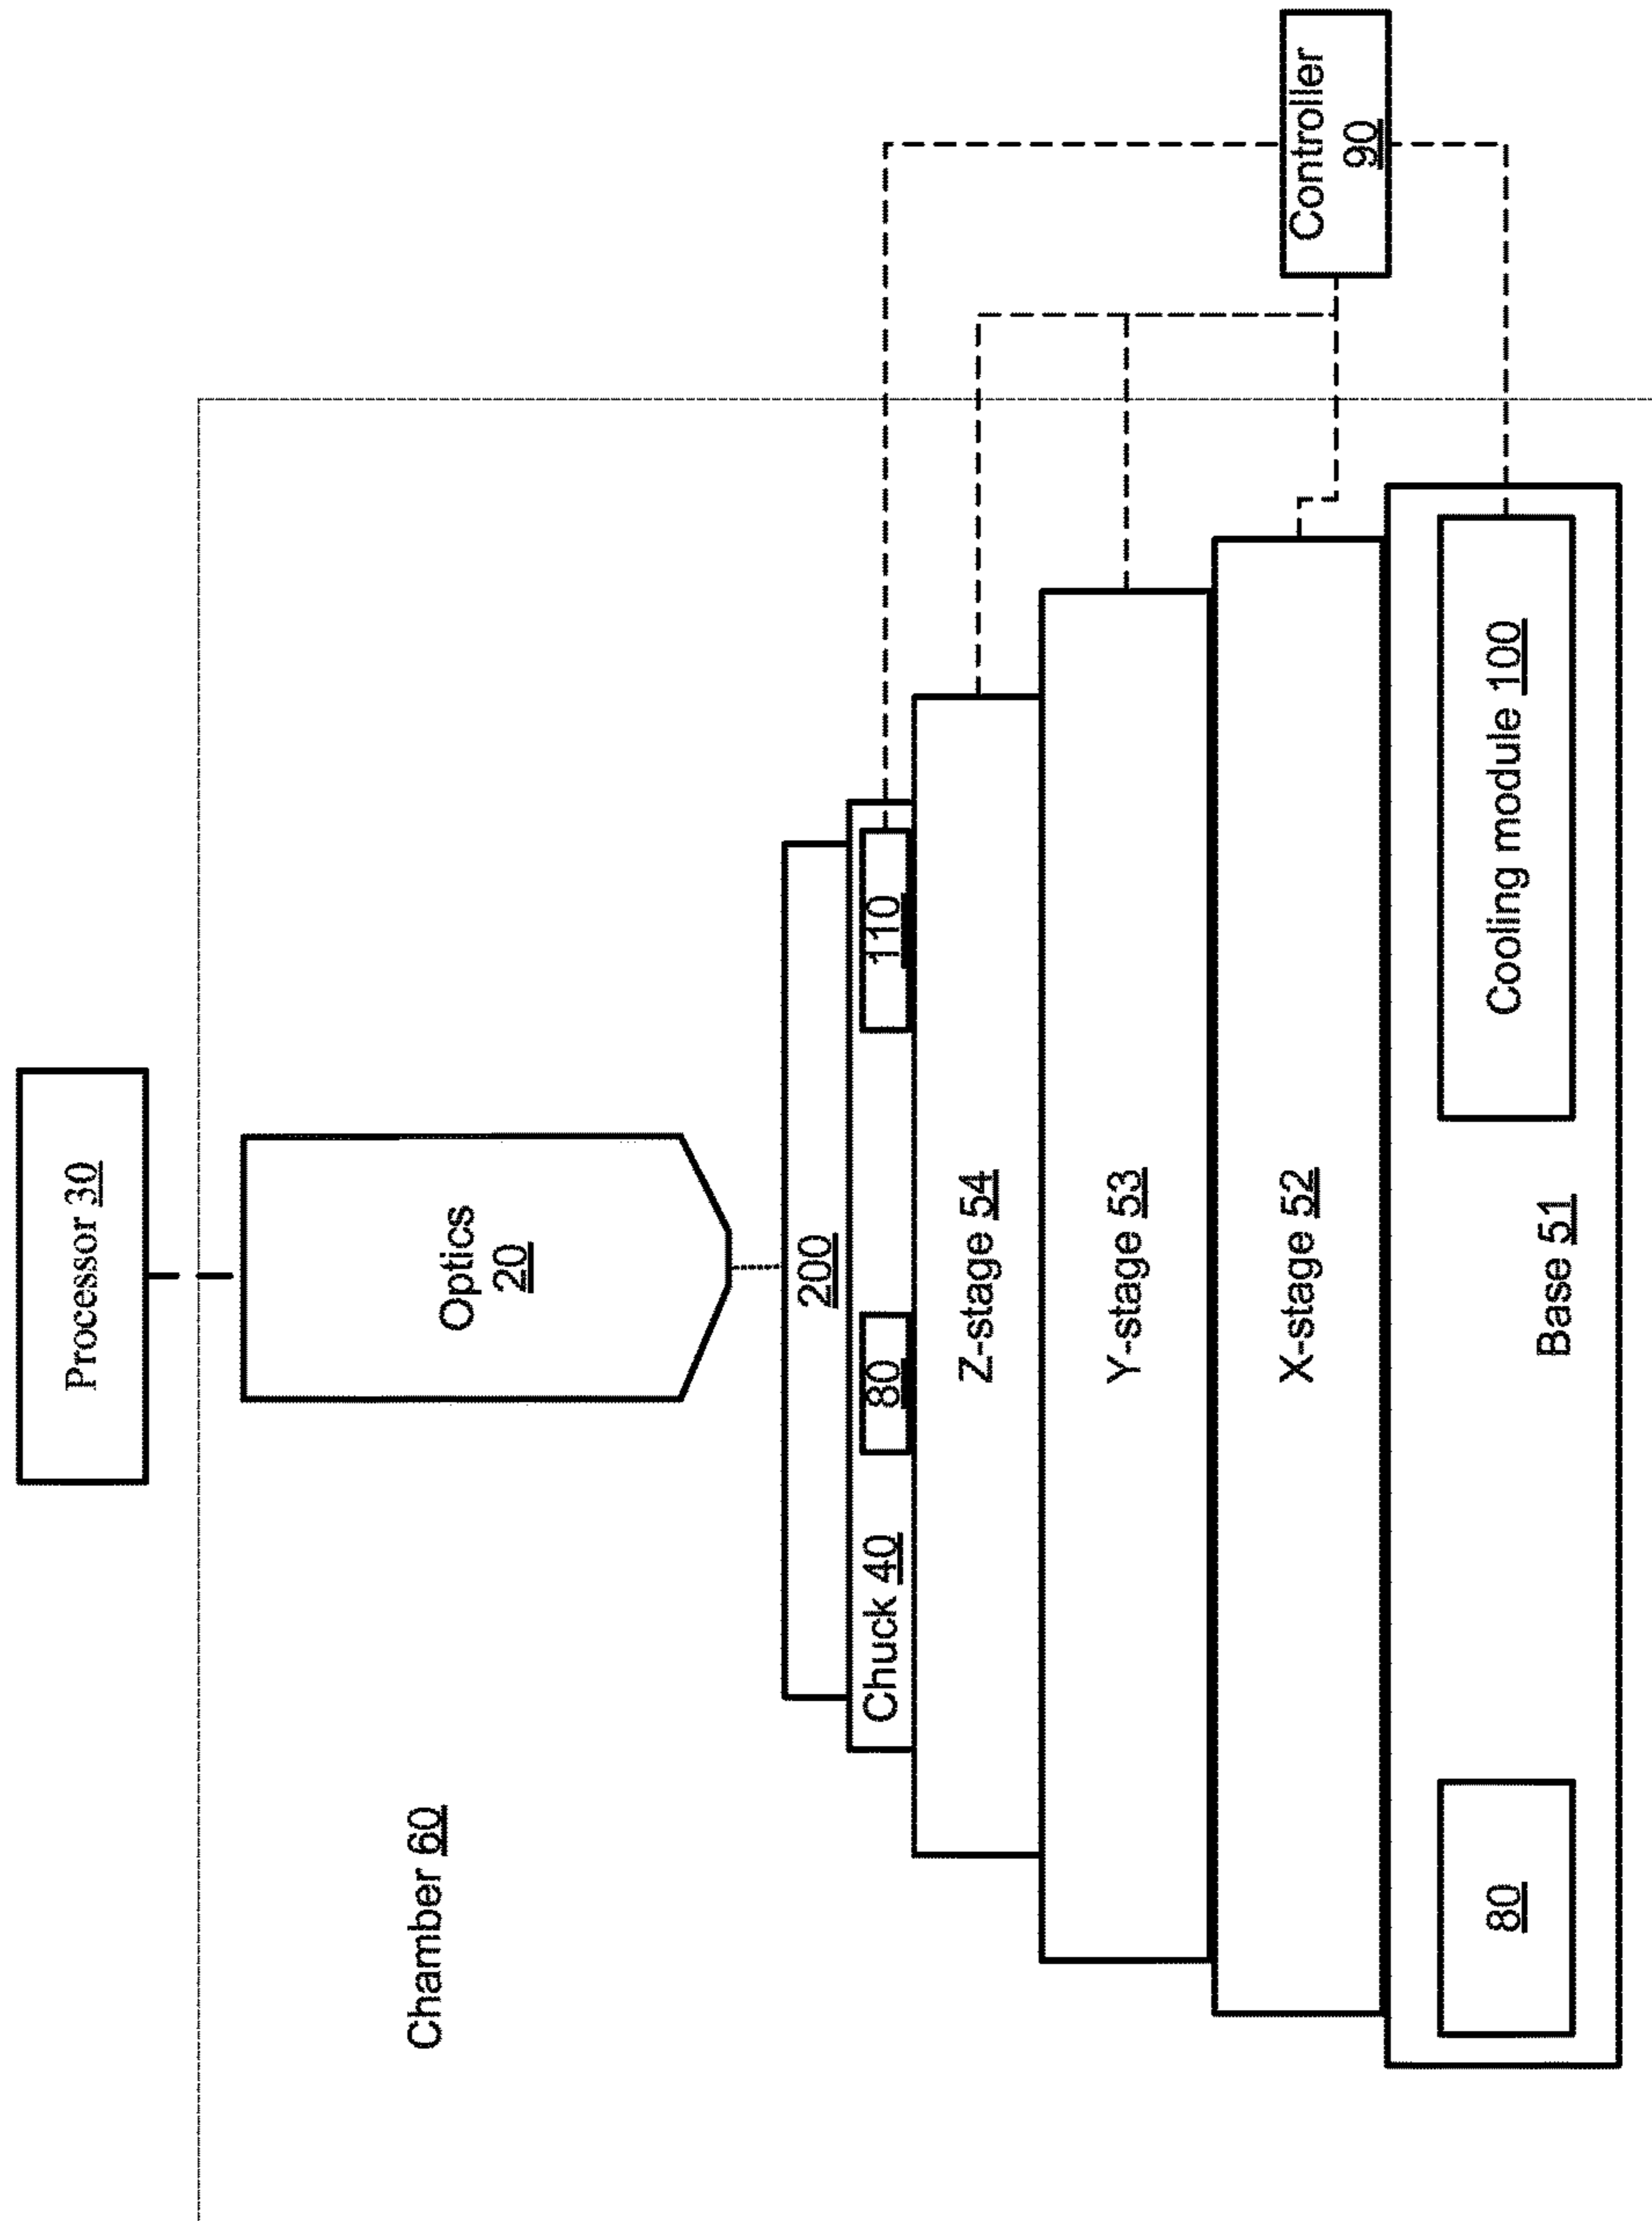 Processor 30
Chamber 60
Optics
20
200
Chuck 40
80
110
Z-stage 54
Y-stage 53
X-stage 52
Controller
90
80
Base 51
Cooling module 100